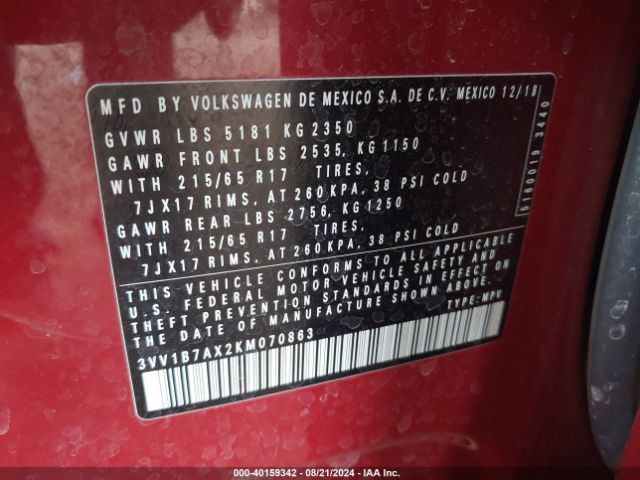 MFD BY VOLKSWAGEN DE MEXICO S.A. DE C.V. MEXICO 12/18
GVWR LBS 5181 KG 2350
GAWR FRONT LBS 2535, KG 1150
WITH 215/65 R17 TIRES,
7JX17 RIMS, AT 260 KPA, 38 PSI COLD
GAWR REAR LBS 2756, KG 1250
WITH 215/65 R17 TIRES,
7JX17 RIMS, AT 260 KPA, 38 PSI COLD
THIS VEHICLE CONFORMS TO ALL APPLICABLE
U.S. FEDERAL MOTOR VEHICLE SAFETY AND
THEFT PREVENTION STANDARDS IN EFFECT ON
THE DATE OF MANUFACTURE SHOWN ABOVE.
3VV1B7AX2KM070863 TYPE: MPV
5100010 3440
000-40159342 / 08/21/2024 - IAA Inc.